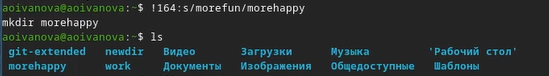 aoivanova@aoivanova:~$ !164:s/morefun/morehappy
mkdir morehappy
aoivanova@aoivanova:~$ ls
git-extended newdir Видео Загрузки Музыка 'Рабочий стол'
morehappy work Документы Изображения Общедоступные Шаблоны